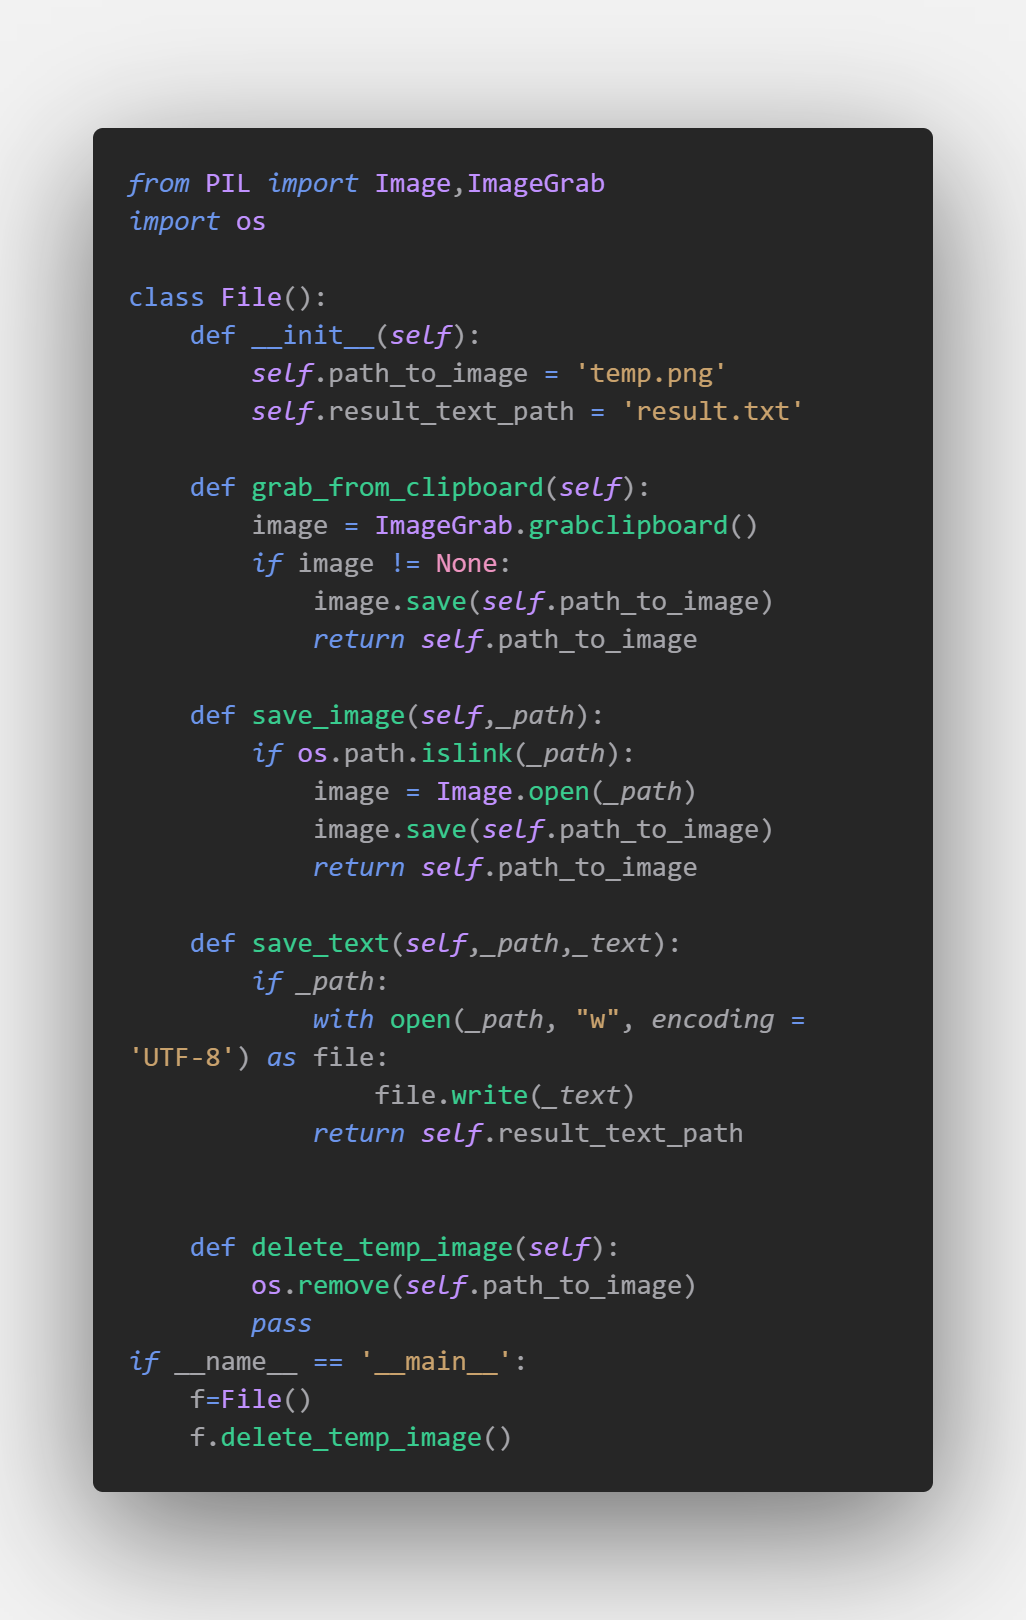 from PIL import Image,ImageGrab
import os

class File():
    def __init__(self):
        self.path_to_image = 'temp.png'
        self.result_text_path = 'result.txt'

    def grab_from_clipboard(self):
        image = ImageGrab.grabclipboard()
        if image != None:
            image.save(self.path_to_image)
            return self.path_to_image

    def save_image(self,_path):
        if os.path.islink(_path):
            image = Image.open(_path)
            image.save(self.path_to_image)
            return self.path_to_image

    def save_text(self,_path,_text):
        if _path:
            with open(_path, "w", encoding =
'UTF-8') as file:
                file.write(_text)
            return self.result_text_path


    def delete_temp_image(self):
        os.remove(self.path_to_image)
        pass
if __name__ == '__main__':
    f=File()
    f.delete_temp_image()